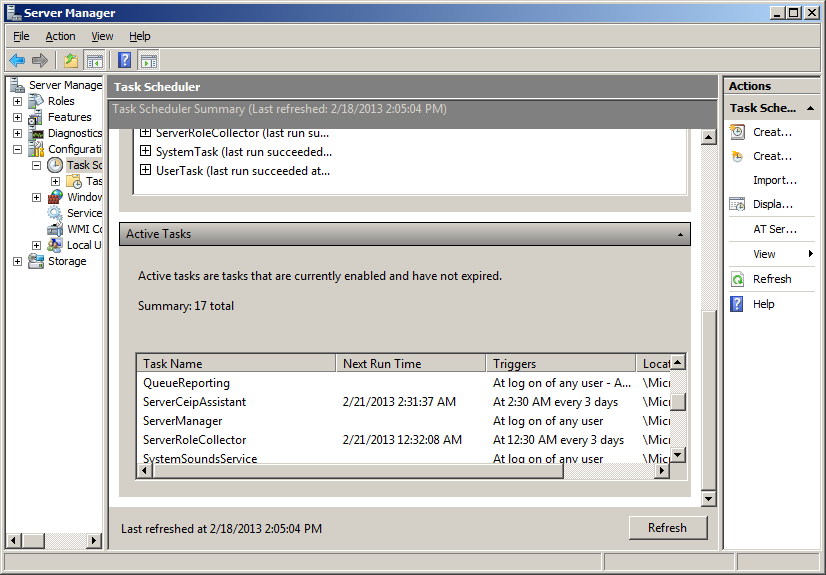 Server Manager
File Action View Help
Server Manage
Roles
Features
Diagnostics
Configurati
Task Sc
Tas
Window
Service
WMI Co
Local U
Storage
Task Scheduler
Task Scheduler Summary (Last refreshed: 2/18/2013 2:05:04 PM)
ServerRoleCollector (last run su...
SystemTask (last run succeeded...
UserTask (last run succeeded at...
Active Tasks
Active tasks are tasks that are currently enabled and have not expired.
Summary: 17 total
Task Name Next Run Time Triggers Locat
QueueReporting At log on of any user - A... \Micr
ServerCeipAssistant 2/21/2013 2:31:37 AM At 2:30 AM every 3 days \Micr
ServerManager At log on of any user \Micr
ServerRoleCollector 2/21/2013 12:32:08 AM At 12:30 AM every 3 days \Micr
SystemSoundsService At log on of any user \Micr
Last refreshed at 2/18/2013 2:05:04 PM
Refresh
Actions
Task Sche...
Creat...
Creat...
Import...
Displa...
AT Ser...
View
Refresh
Help